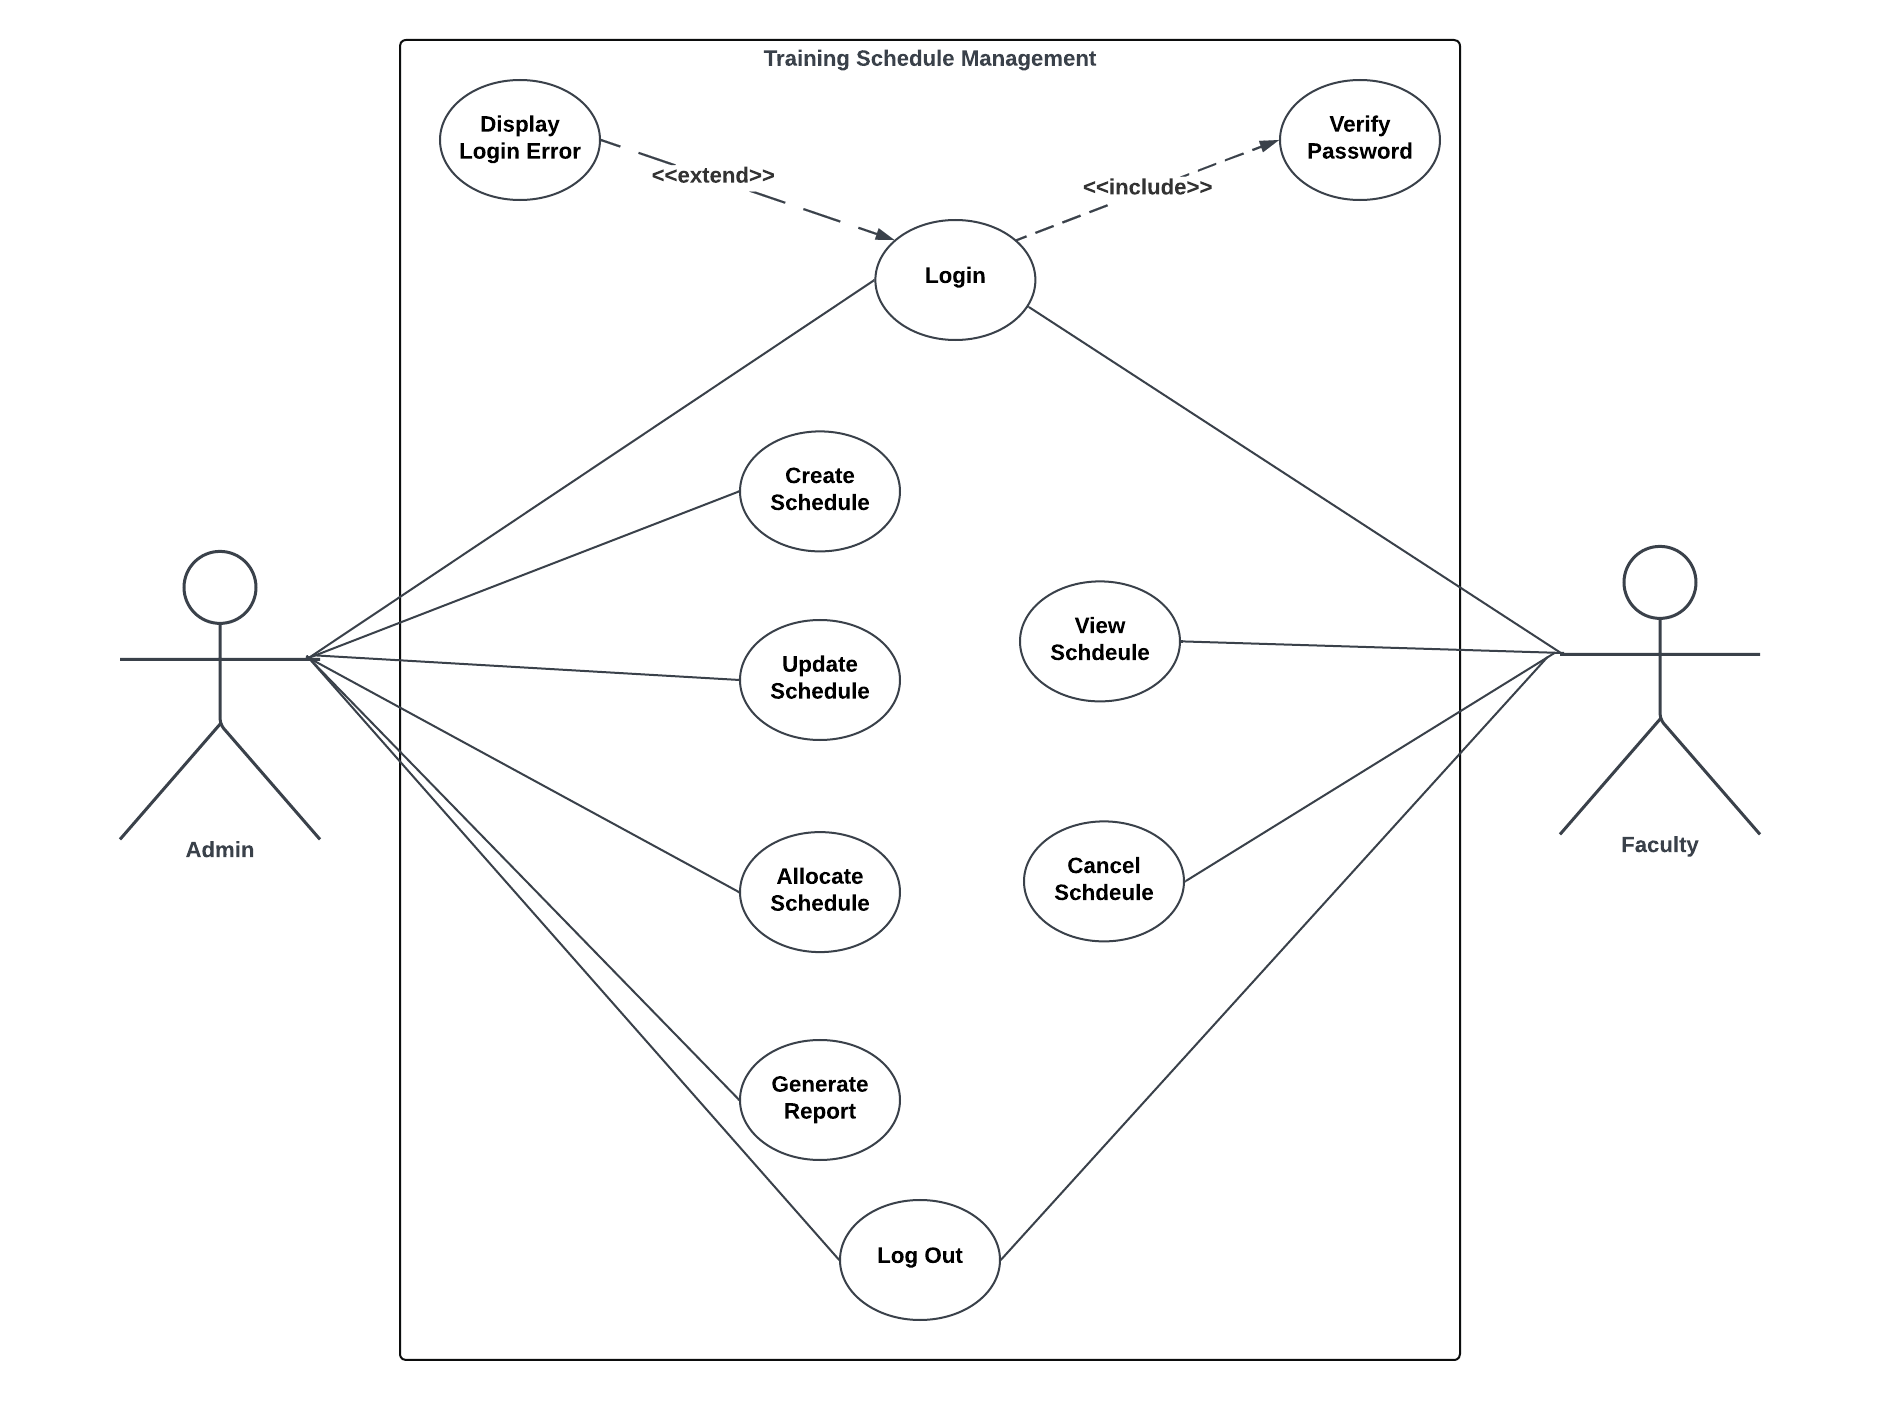 Training Schedule Management
Display
Login Error
Verify
Password
<<extend>>
<<include>>
Login
Create
Schedule
View
Schdeule
Update
Schedule
Admin
Faculty
Allocate
Schedule
Cancel
Schdeule
Generate
Report
Log Out